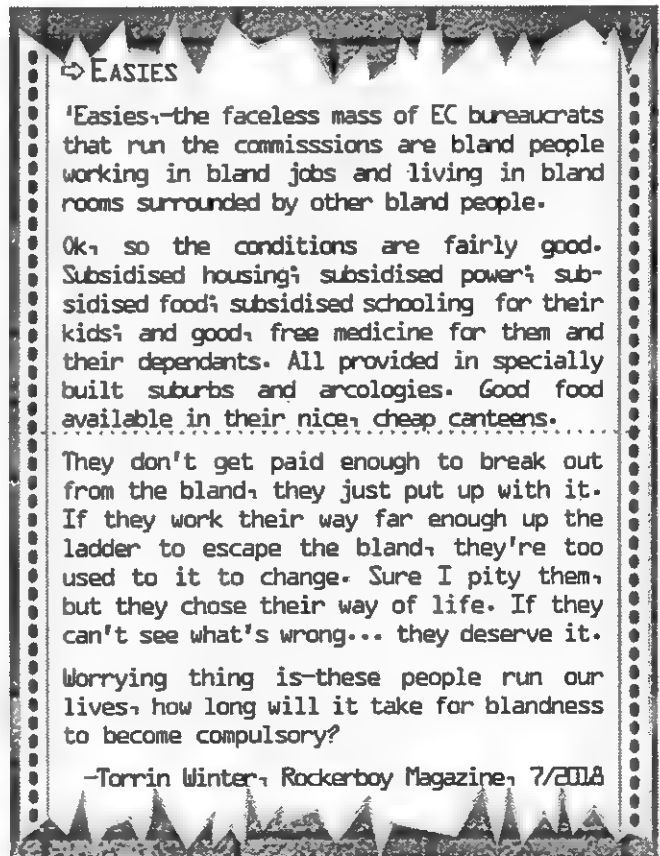 ⇨ EASIES
'Easies,—the faceless mass of EC bureaucrats
that run the commisssions are bland people
working in bland jobs and living in bland
rooms surrounded by other bland people.
Ok, so the conditions are fairly good.
Subsidised housing; subsidised power; sub-
sidised food; subsidised schooling for their
kids; and good, free medicine for them and
their dependants. All provided in specially
built suburbs and arcologies. Good food
available in their nice, cheap canteens.
They don't get paid enough to break out
from the bland, they just put up with it.
If they work their way far enough up the
ladder to escape the bland, they're too
used to it to change. Sure I pity them,
but they chose their way of life. If they
can't see what's wrong... they deserve it.
Worrying thing is—these people run our
lives, how long will it take for blandness
to become compulsory?
—Torrin Winter, Rockerboy Magazine, 7/2018